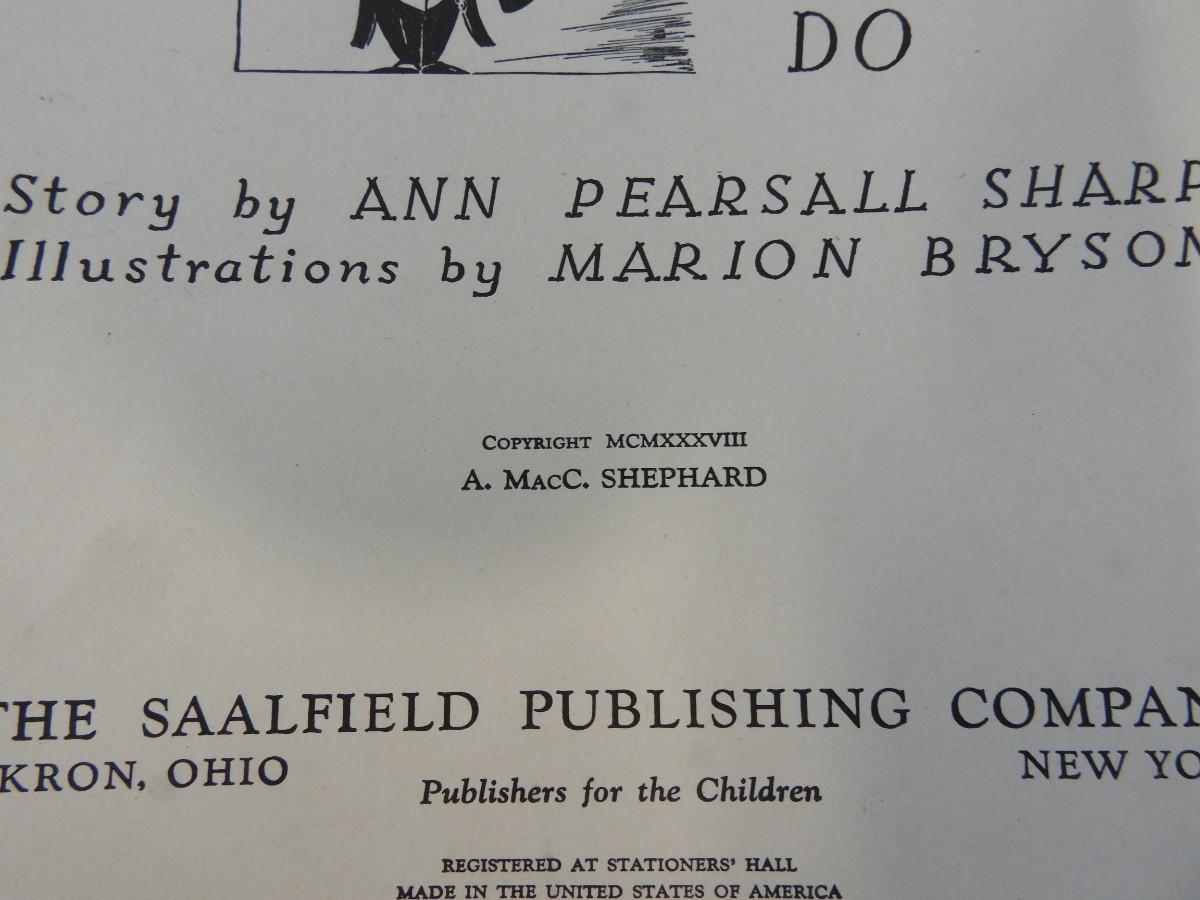 DO
Story by ANN PEARSALL SHARP
Illustrations by MARION BRYSON
COPYRIGHT MCMXXXVIII
A. MACC. SHEPHARD
THE SAALFIELD PUBLISHING COMPAN
KRON, OHIO
NEW YO
Publishers for the Children
REGISTERED AT STATIONERS' HALL
MADE IN THE UNITED STATES OF AMERICA